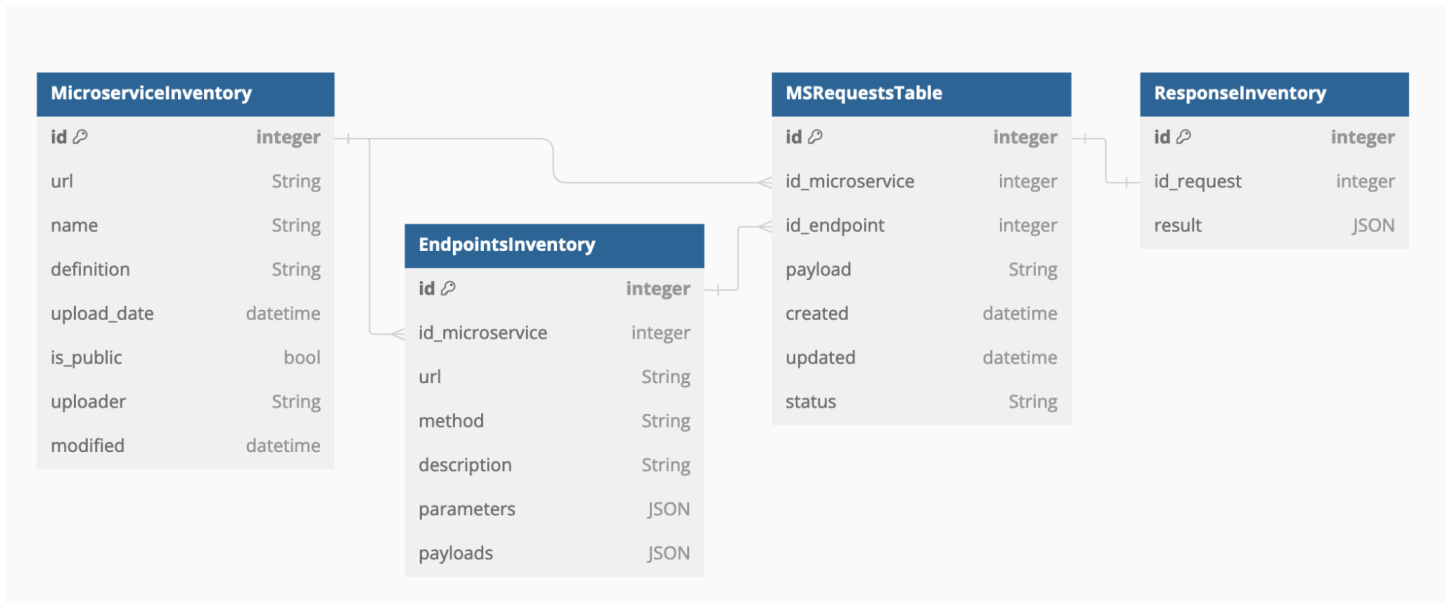 MicroserviceInventory
id integer
url String
name String
definition String
upload_date datetime
is_public bool
uploader String
modified datetime
EndpointsInventory
id integer
id_microservice integer
url String
method String
description String
parameters JSON
payloads JSON
MSRequestsTable
id integer
id_microservice integer
id_endpoint integer
payload String
created datetime
updated datetime
status String
ResponseInventory
id integer
id_request integer
result JSON